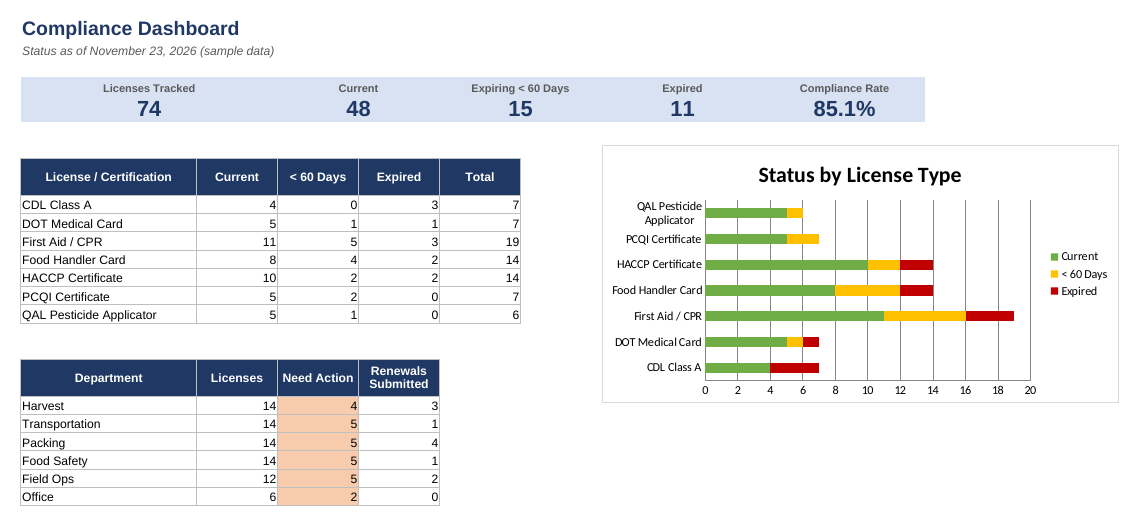 Compliance Dashboard
Status as of November 23, 2026 (sample data)
Licenses Tracked Current Expiring < 60 Days Expired Compliance Rate
74 48 15 11 85.1%
License / Certification Current < 60 Days Expired Total
CDL Class A 4 0 3 7
DOT Medical Card 5 1 1 7
First Aid / CPR 11 5 3 19
Food Handler Card 8 4 2 14
HACCP Certificate 10 2 2 14
PCQI Certificate 5 2 0 7
QAL Pesticide Applicator 5 1 0 6
Department Licenses Need Action Renewals Submitted
Harvest 14 4 3
Transportation 14 5 1
Packing 14 5 4
Food Safety 14 5 1
Field Ops 12 5 2
Office 6 2 0
Status by License Type
QAL Pesticide
Applicator
PCQI Certificate
HACCP Certificate
Food Handler Card
First Aid / CPR
DOT Medical Card
CDL Class A
0 2 4 6 8 10 12 14 16 18 20
Current
< 60 Days
Expired